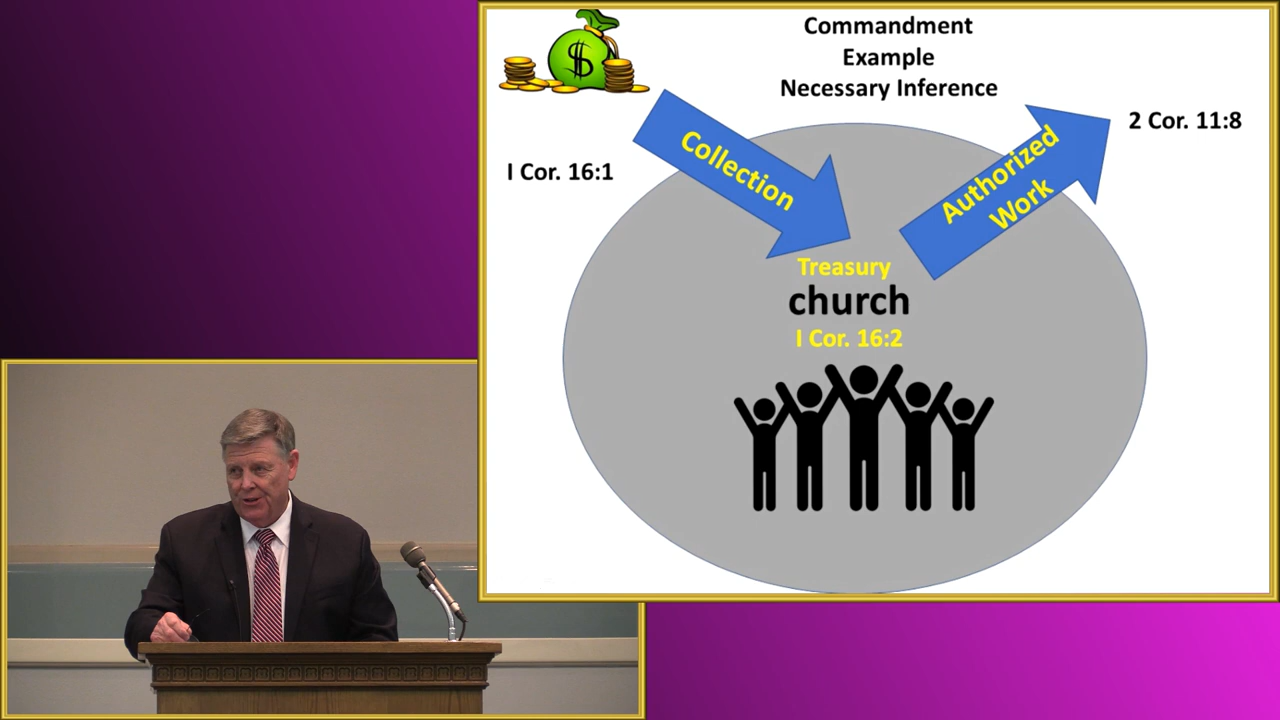 $
Commandment
Example
Necessary Inference
2 Cor. 11:8
I Cor. 16:1
Collection
Authorized
Work
Treasury
church
I Cor. 16:2